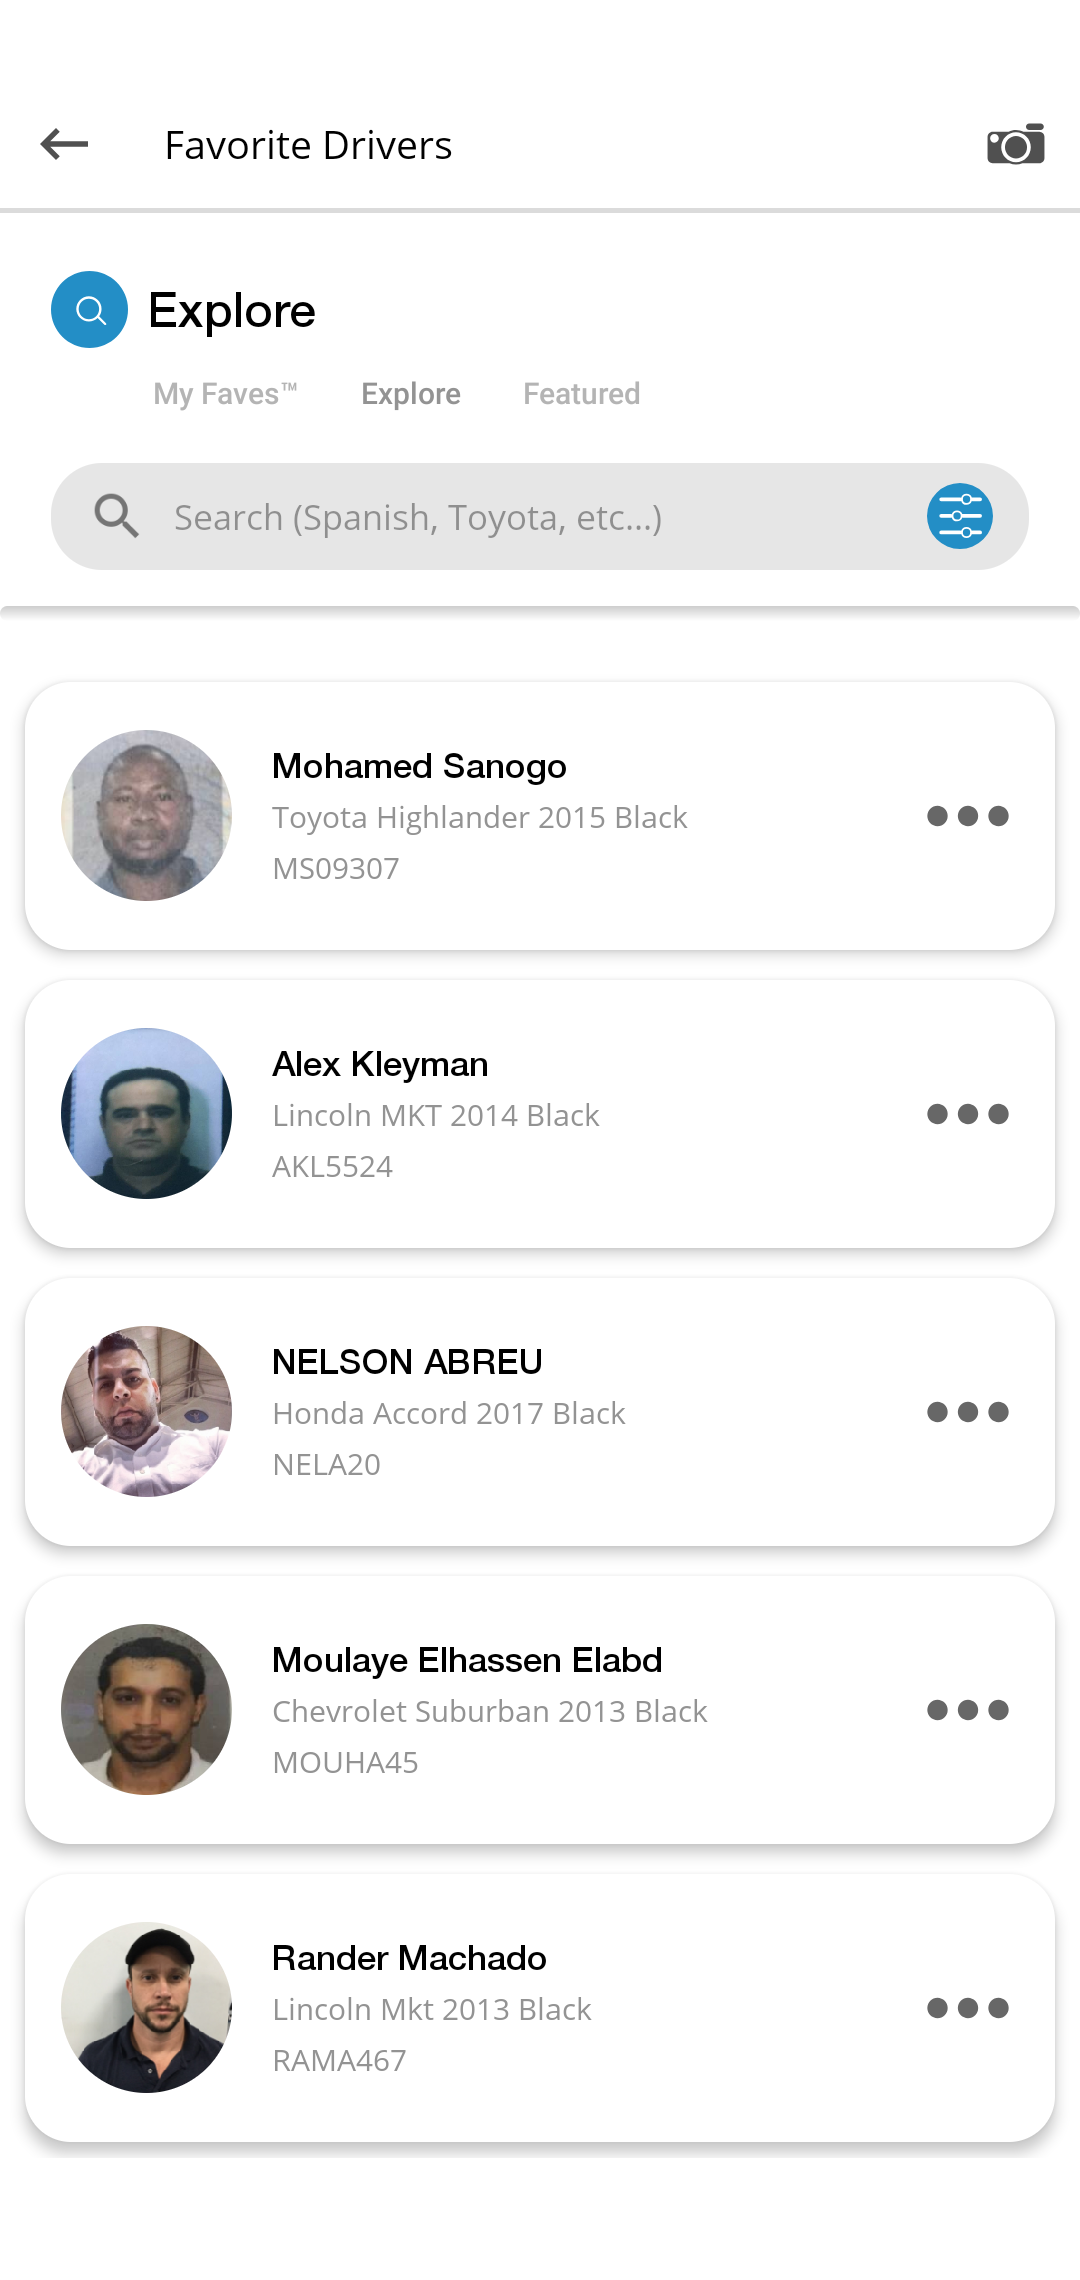 Favorite Drivers
Explore
My Faves™ Explore Featured
Search (Spanish, Toyota, etc...)
Mohamed Sanogo
Toyota Highlander 2015 Black
MS09307
Alex Kleyman
Lincoln MKT 2014 Black
AKL5524
NELSON ABREU
Honda Accord 2017 Black
NELA20
Moulaye Elhassen Elabd
Chevrolet Suburban 2013 Black
MOUHA45
Rander Machado
Lincoln Mkt 2013 Black
RAMA467